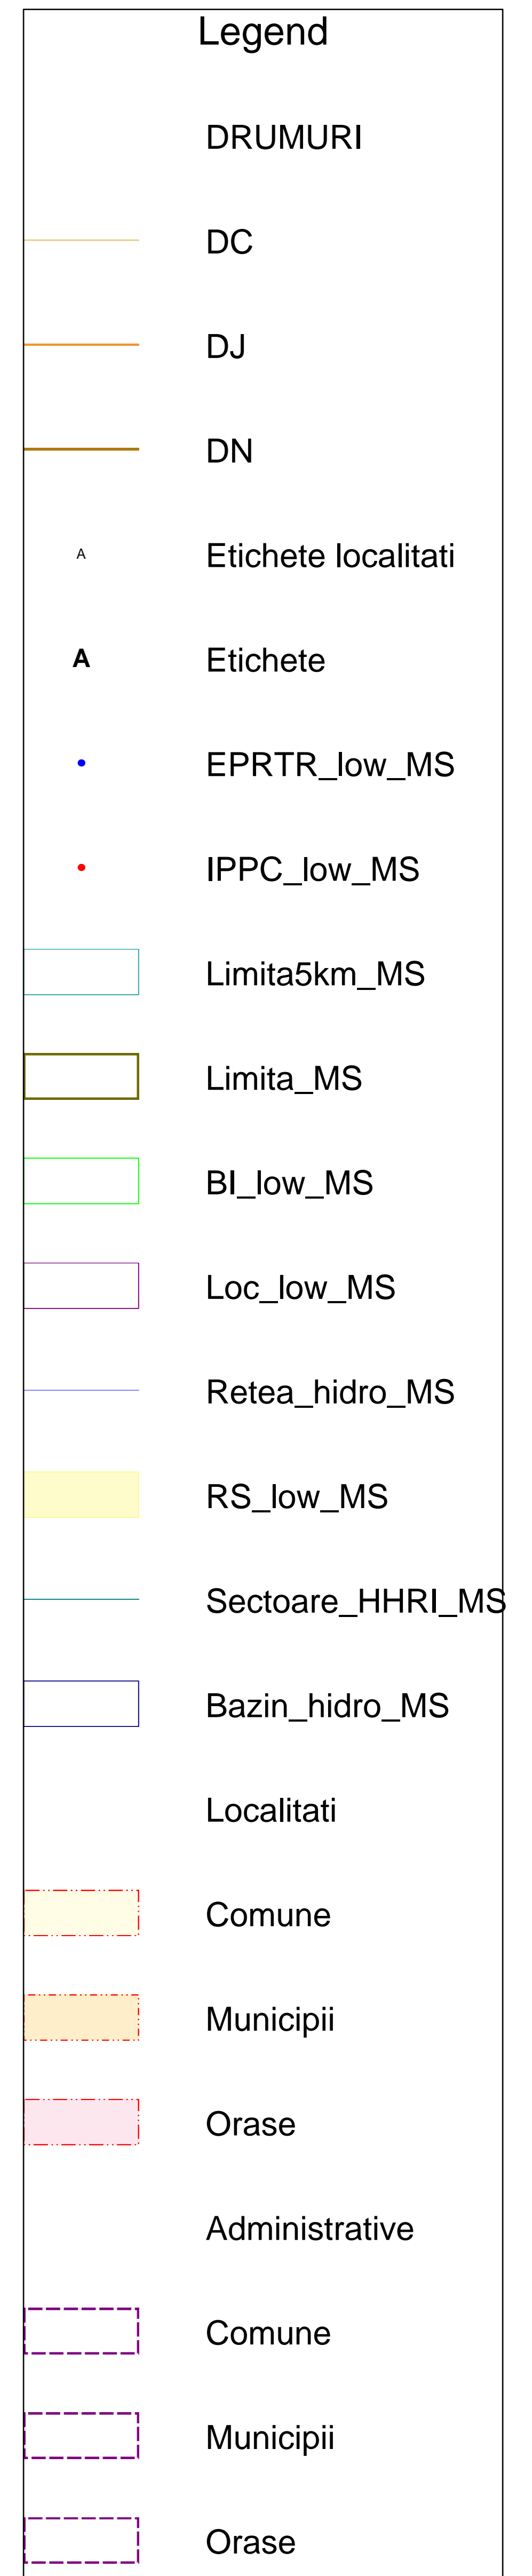 Legend
DRUMURI
DC
DJ
DN
A Etichete localitati
A Etichete
EPRTR_low_MS
IPPC_low_MS
Limita5km_MS
Limita_MS
BI_low_MS
Loc_low_MS
Retea_hidro_MS
RS_low_MS
Sectoare_HHRI_MS
Bazin_hidro_MS
Localitati
Comune
Municipii
Orase
Administrative
Comune
Municipii
Orase